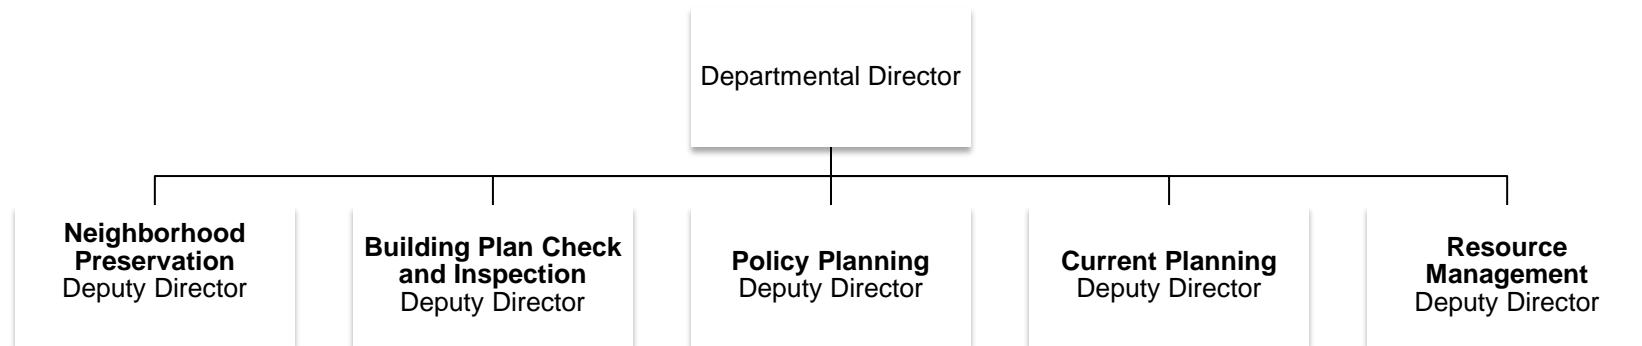 Departmental Director
Neighborhood
Preservation
Deputy Director
Building Plan Check
and Inspection
Deputy Director
Policy Planning
Deputy Director
Current Planning
Deputy Director
Resource
Management
Deputy Director